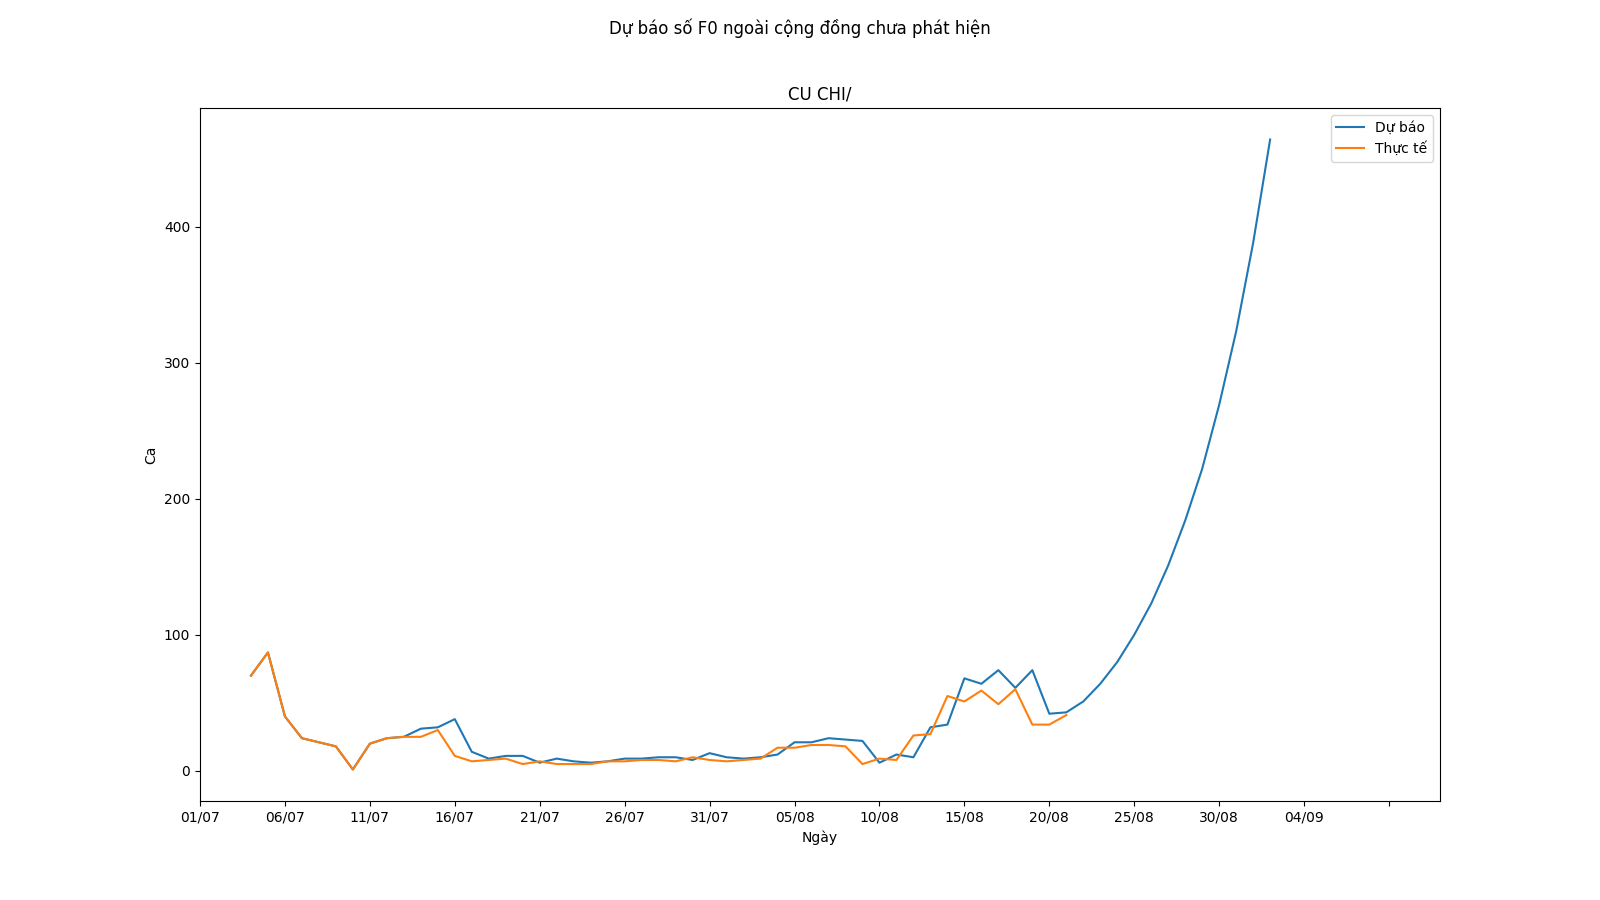 Dự báo số F0 ngoài cộng đồng chưa phát hiện
CU CHI/
Dự báo
Thực tế
400
300
200
100
0
Ca
01/07 06/07 11/07 16/07 21/07 26/07 31/07 05/08 10/08 15/08 20/08 25/08 30/08 04/09
Ngày